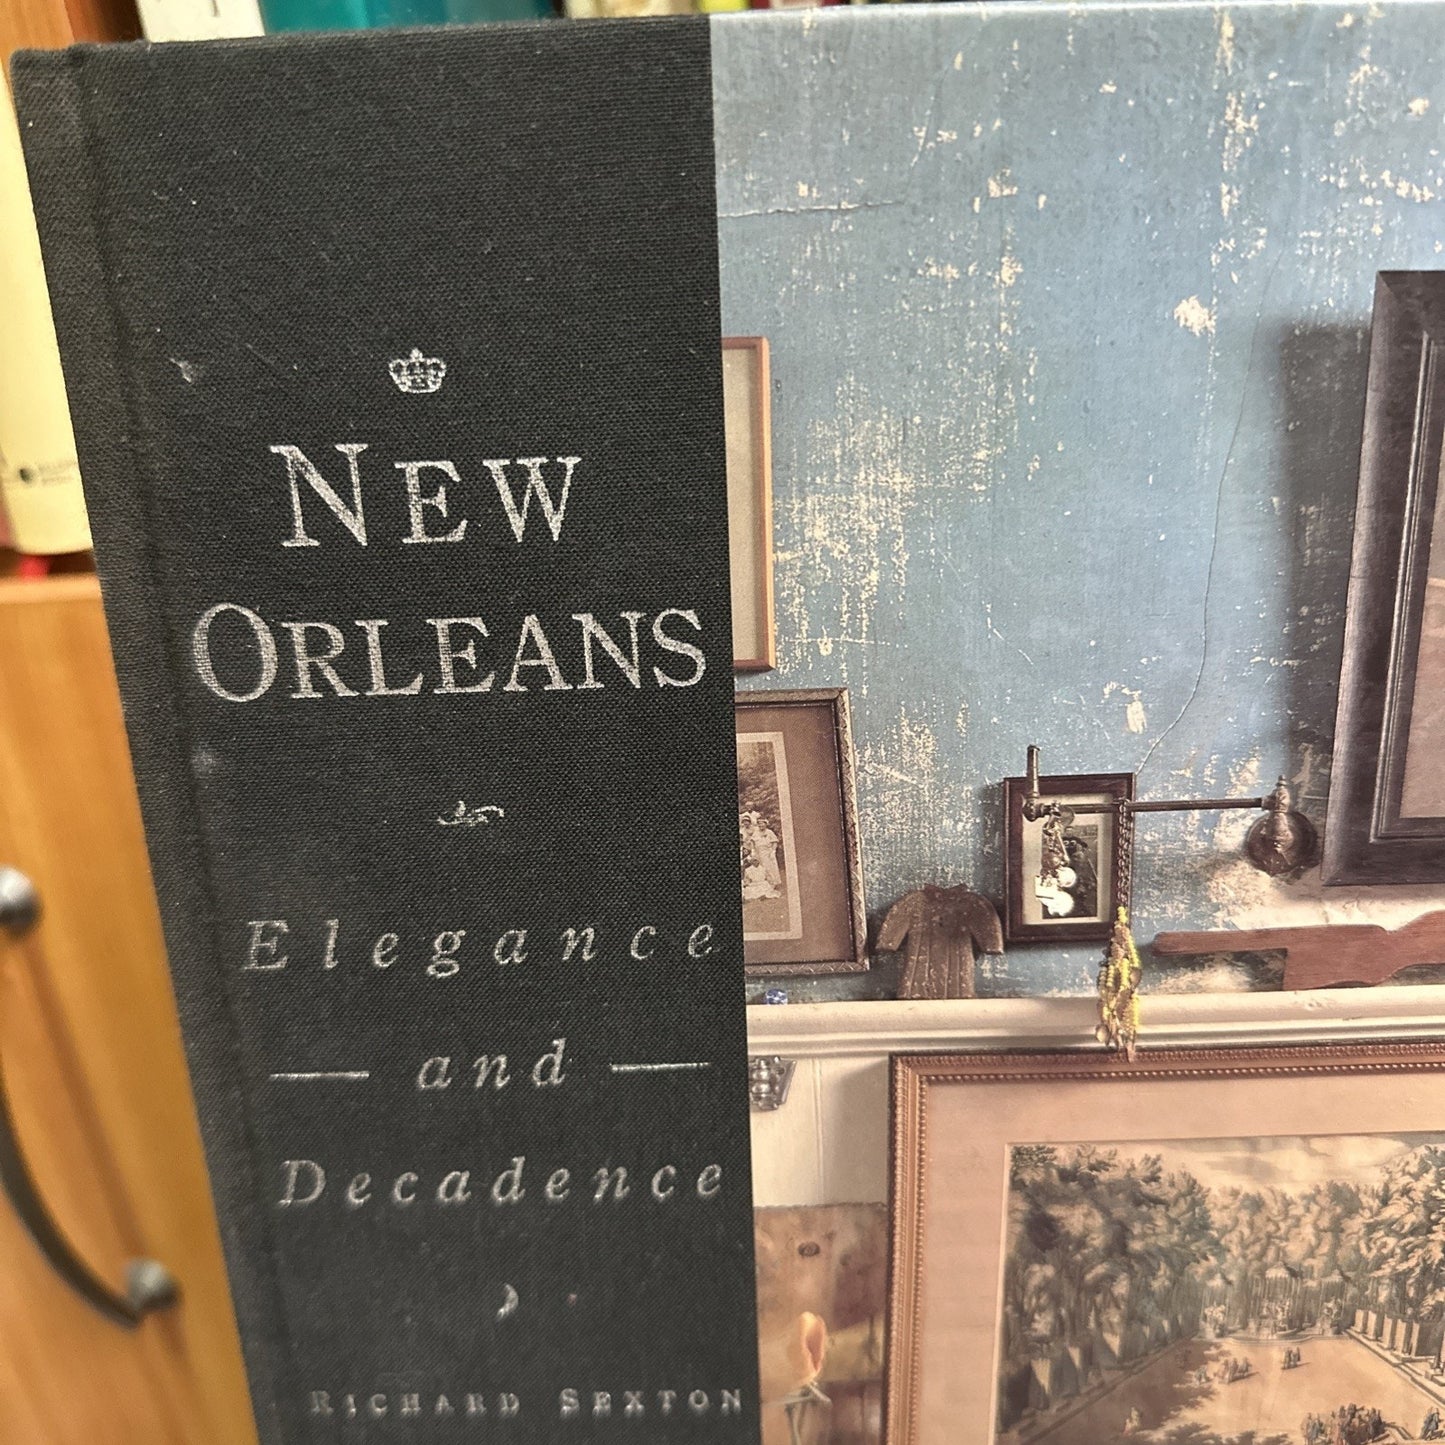 NEW
ORLEANS
Elegance
and
Decadence
RICHARD SEXTON